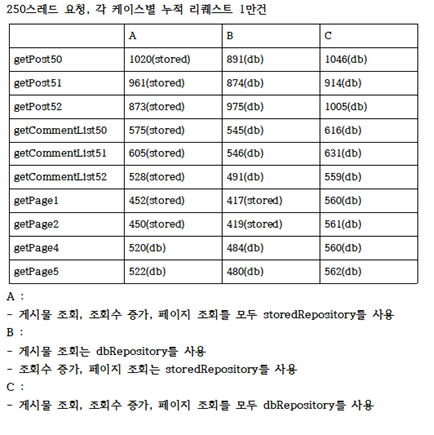 250스레드 요청, 각 케이스별 누적 리퀘스트 1만건
A B C
getPost50 1020(stored) 891(db) 1046(db)
getPost51 961(stored) 874(db) 914(db)
getPost52 873(stored) 975(db) 1005(db)
getCommentList50 575(stored) 545(db) 616(db)
getCommentList51 605(stored) 546(db) 631(db)
getCommentList52 528(stored) 491(db) 559(db)
getPage1 452(stored) 417(stored) 560(db)
getPage2 450(stored) 419(stored) 561(db)
getPage4 520(db) 484(db) 560(db)
getPage5 522(db) 480(db) 562(db)
A :
- 게시물 조회, 조회수 증가, 페이지 조회를 모두 storedRepository를 사용
B :
- 게시물 조회는 dbRepository를 사용
- 조회수 증가, 페이지 조회는 storedRepository를 사용
C :
- 게시물 조회, 조회수 증가, 페이지 조회를 모두 dbRepository를 사용